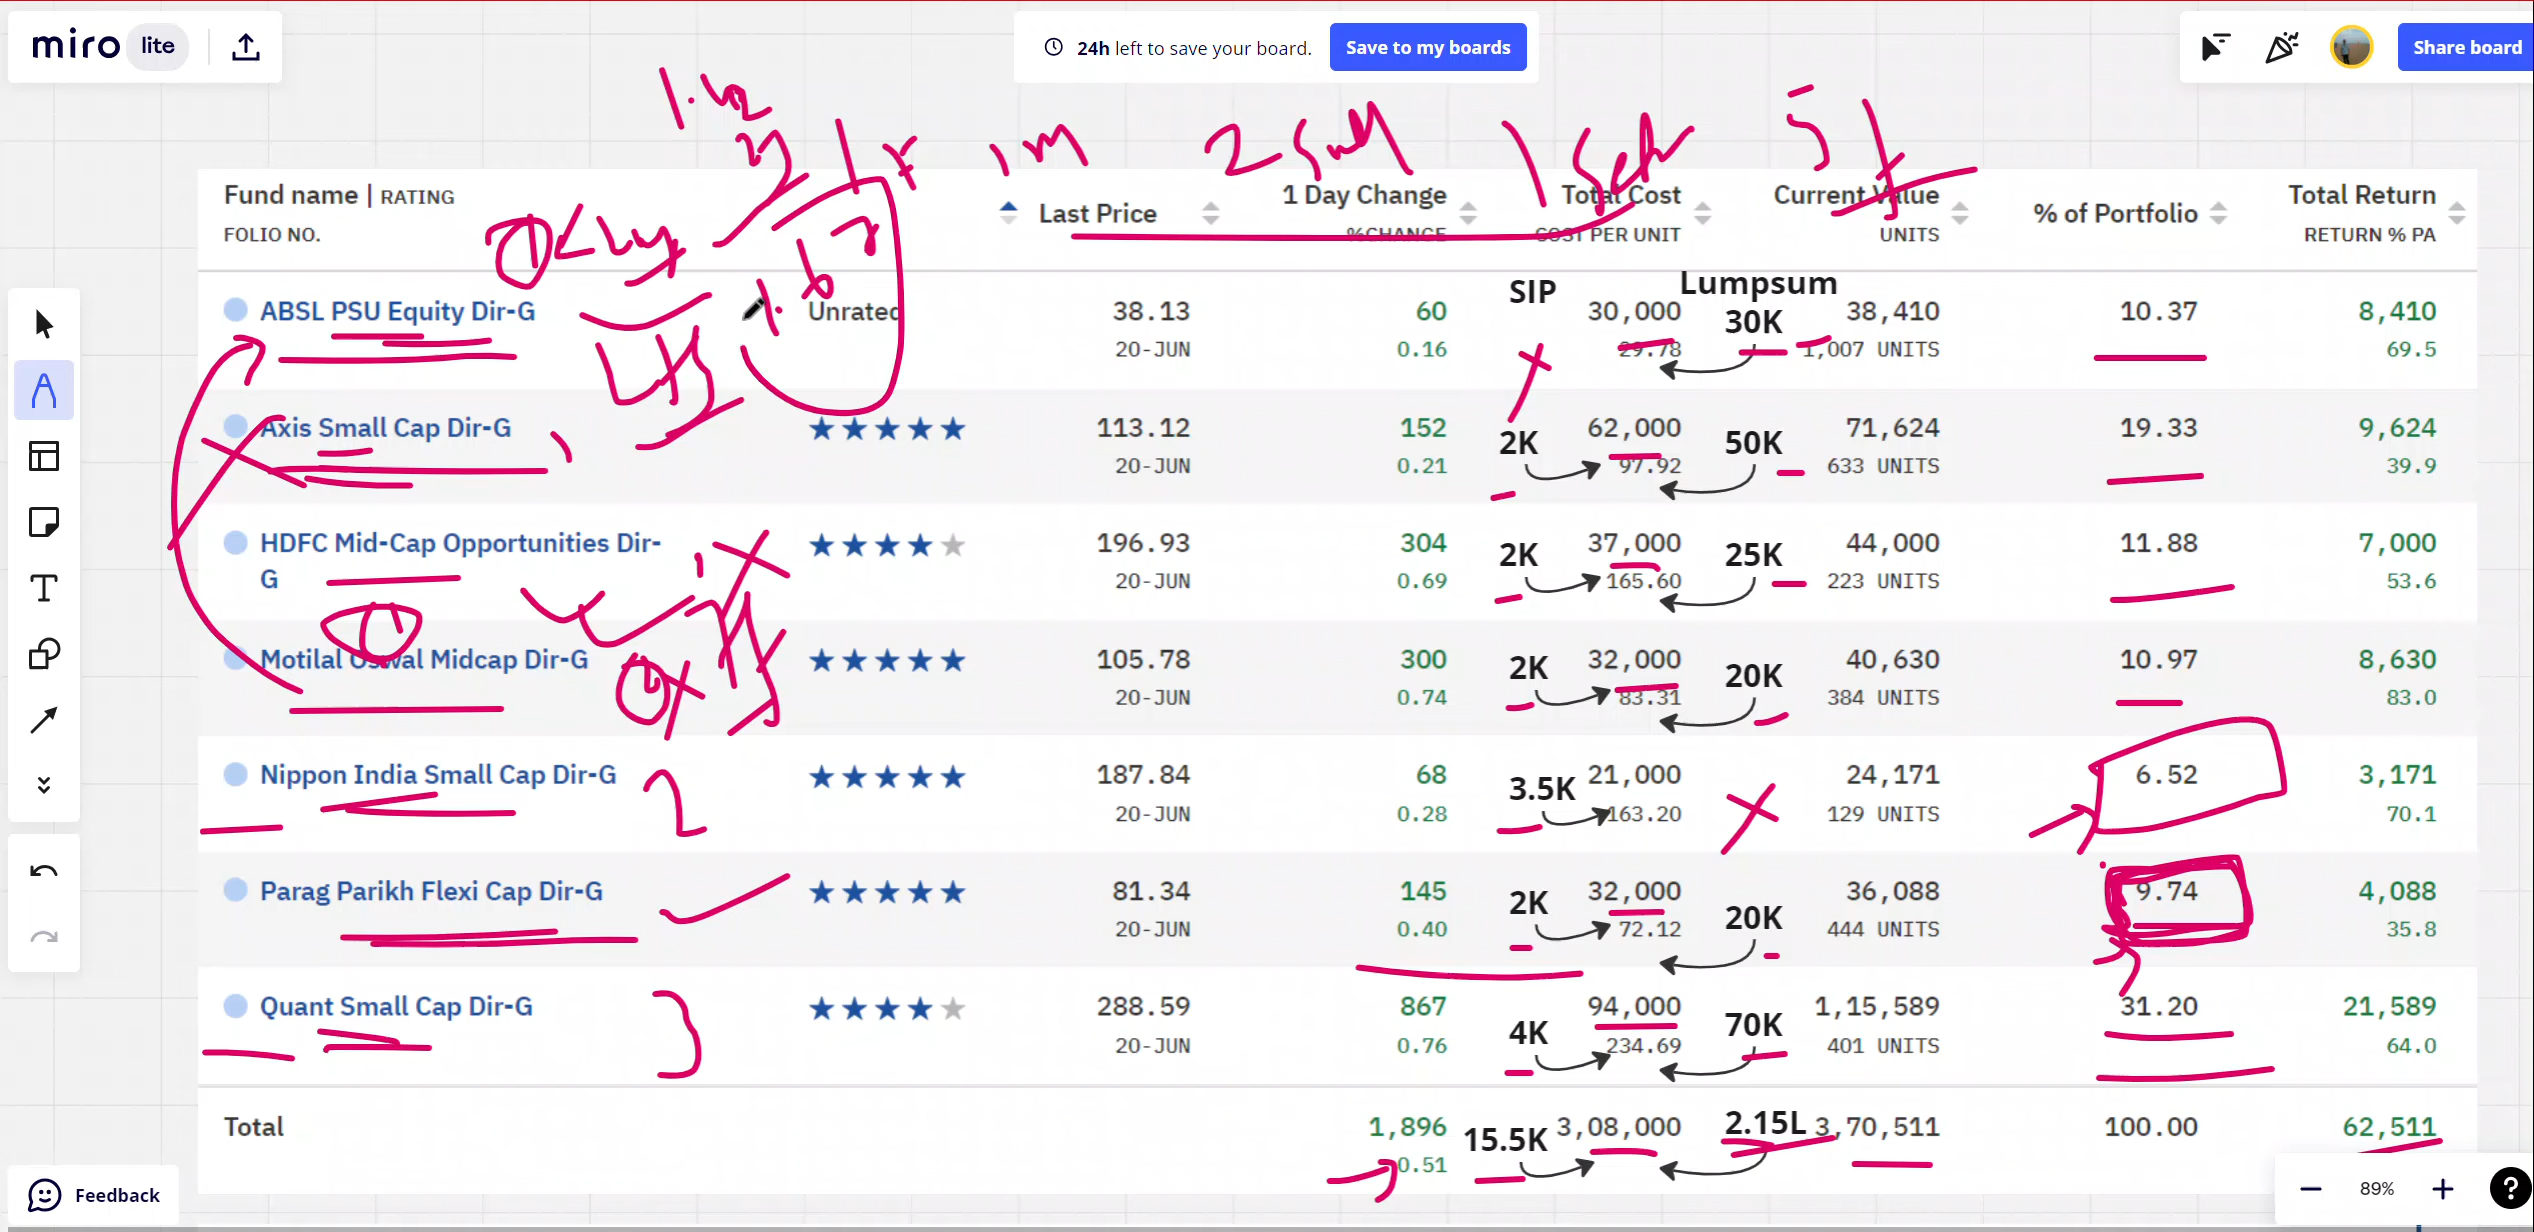 miro lite
24h left to save your board. Save to my boards
Share board
Fund name | RATING
FOLIO NO.
Last Price
1 Day Change
%CHANGE
Total Cost
COST PER UNIT
Current Value
UNITS
% of Portfolio
Total Return
RETURN % PA
SIP Lumpsum
ABSL PSU Equity Dir-G Unrated 38.13 60 30,000 30K 38,410 10.37 8,410
20-JUN 0.16 29.78 1,007 UNITS 69.5
Axis Small Cap Dir-G 113.12 152 2K 62,000 50K 71,624 19.33 9,624
20-JUN 0.21 97.92 633 UNITS 39.9
HDFC Mid-Cap Opportunities Dir- 196.93 304 2K 37,000 25K 44,000 11.88 7,000
G 20-JUN 0.69 165.60 223 UNITS 53.6
Motilal Oswal Midcap Dir-G 105.78 300 2K 32,000 20K 40,630 10.97 8,630
20-JUN 0.74 83.31 384 UNITS 83.0
Nippon India Small Cap Dir-G 187.84 68 3.5K 21,000 24,171 6.52 3,171
20-JUN 0.28 163.20 129 UNITS 70.1
Parag Parikh Flexi Cap Dir-G 81.34 145 2K 32,000 20K 36,088 9.74 4,088
20-JUN 0.40 72.12 444 UNITS 35.8
Quant Small Cap Dir-G 288.59 867 4K 94,000 70K 1,15,589 31.20 21,589
20-JUN 0.76 234.69 401 UNITS 64.0
Total 1,896 15.5K 3,08,000 2.15L 3,70,511 100.00 62,511
0.51
Feedback
89%